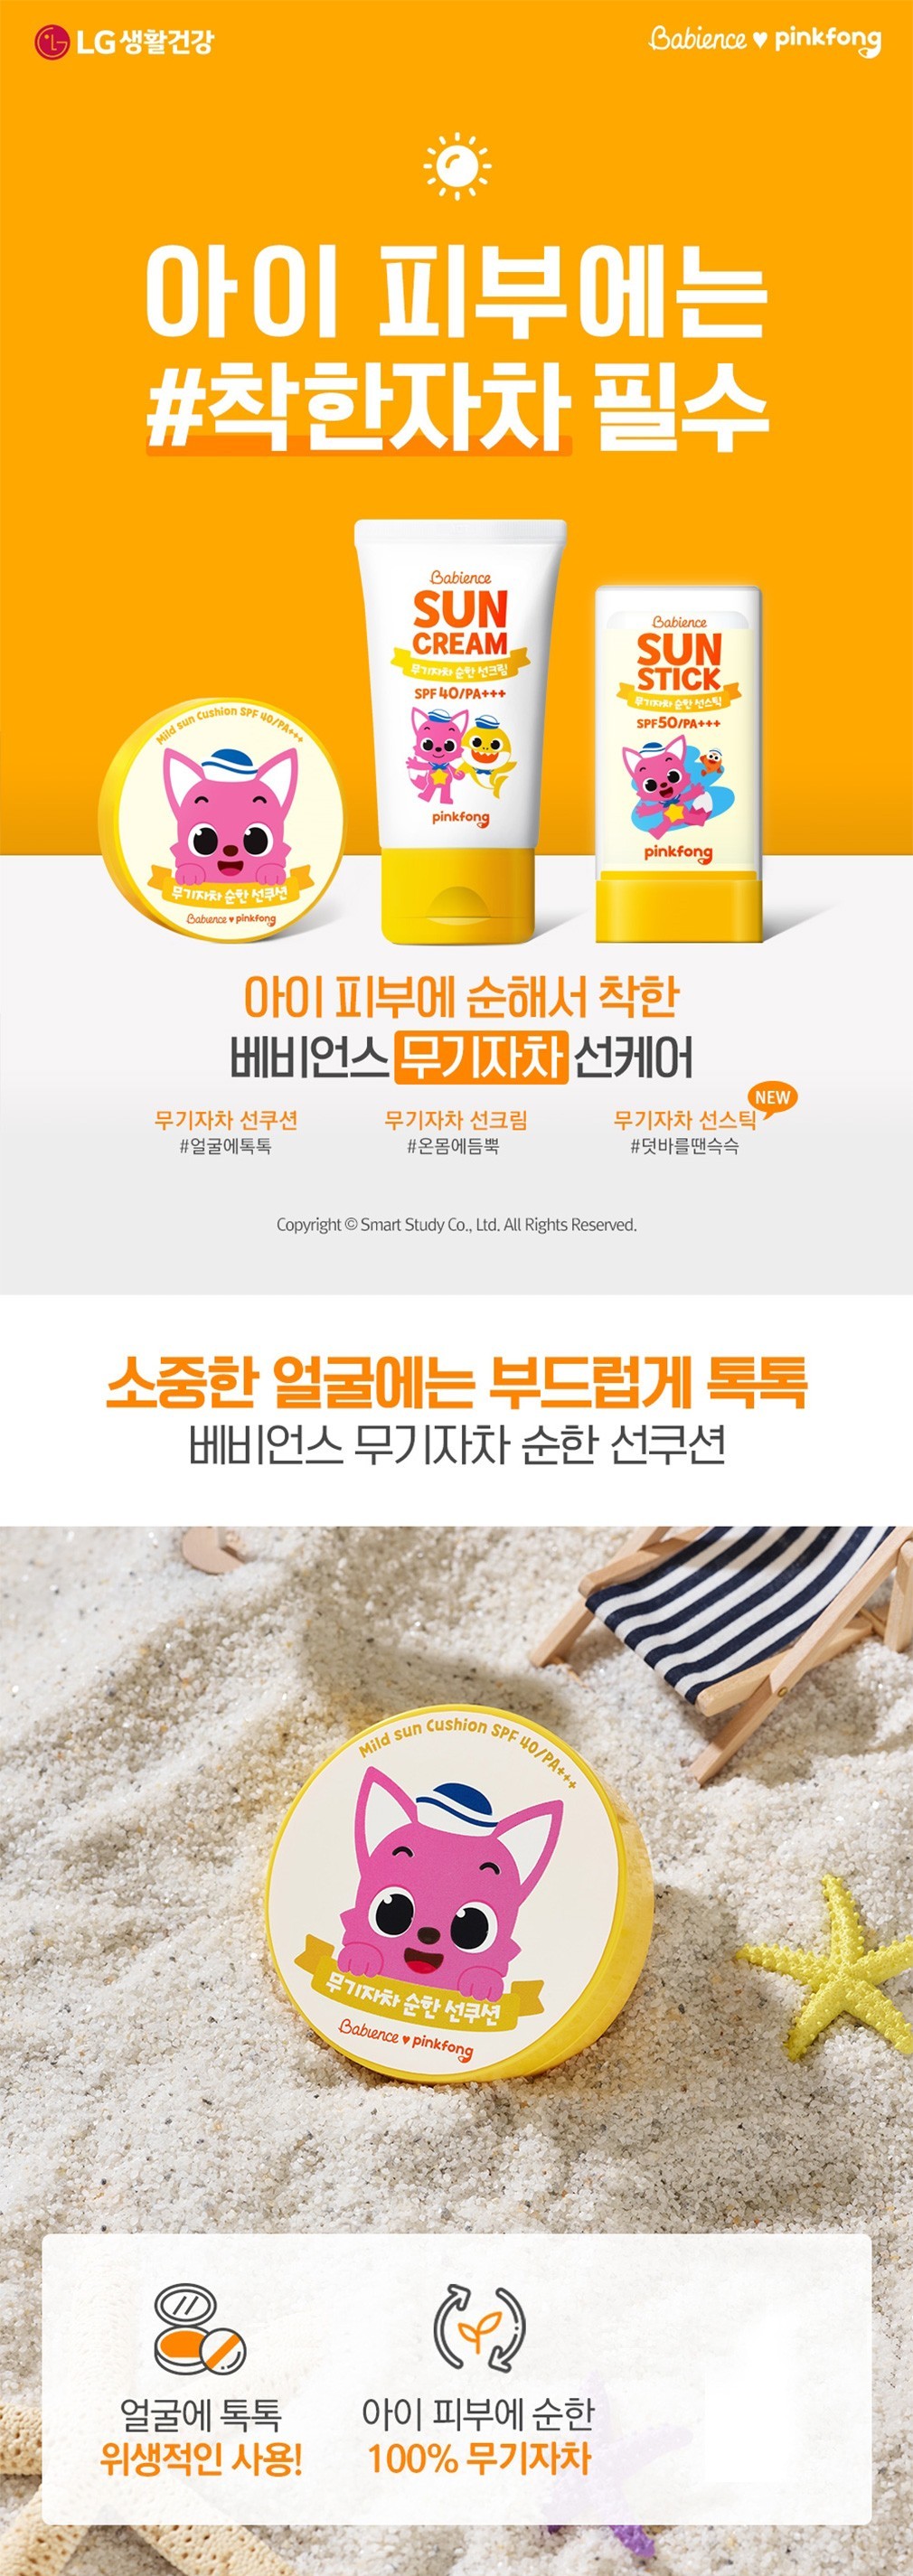 LG생활건강
Babience ♥ pinkfong
아이 피부에는
#착한자차 필수
Babience
SUN
CREAM
무기자차 순한 선크림
SPF 40/PA+++
pinkfong
Babience
SUN
STICK
무기자차 순한 선스틱
SPF50/PA+++
pinkfong
Mild sun Cushion SPF 40/PA+++
무기자차 순한 선쿠션
Babience ♥ pinkfong
아이 피부에 순해서 착한
베비언스 무기자차 선케어
NEW
무기자차 선쿠션 무기자차 선크림 무기자차 선스틱
#얼굴에톡톡 #온몸에듬뿍 #덧바를땐슥슥
Copyright © Smart Study Co., Ltd. All Rights Reserved.
소중한 얼굴에는 부드럽게 톡톡
베비언스 무기자차 순한 선쿠션
Mild sun Cushion SPF 40/PA+++
무기자차 순한 선쿠션
Babience ♥ pinkfong
얼굴에 톡톡
위생적인 사용!
아이 피부에 순한
100% 무기자차